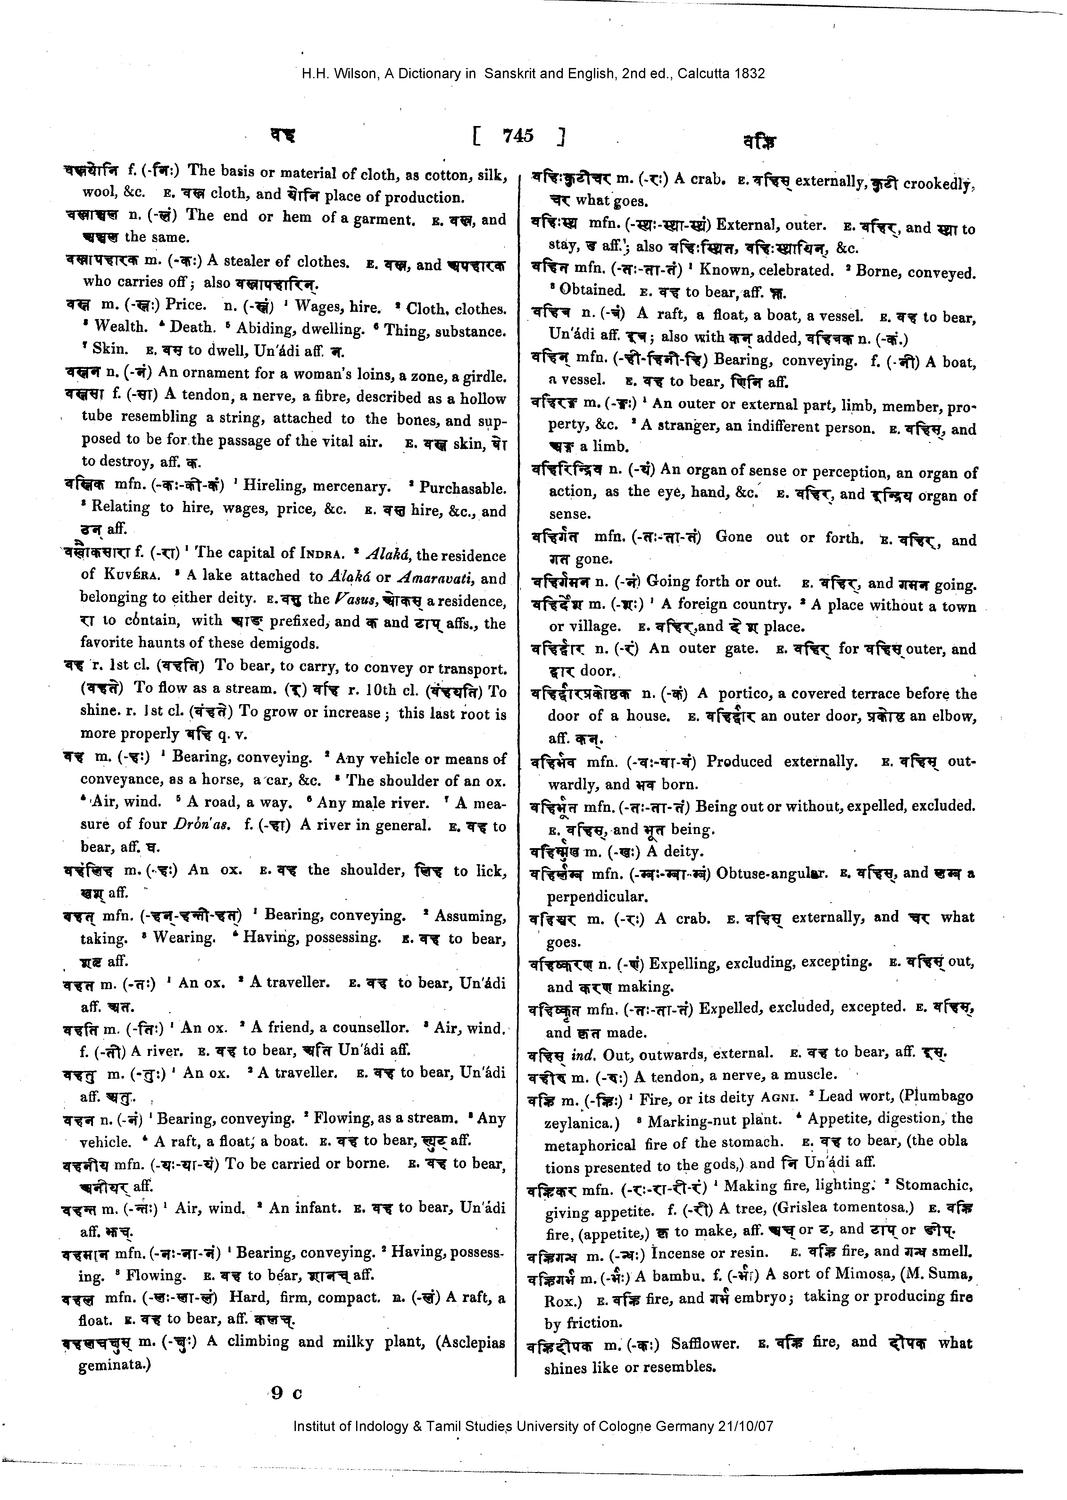 H.H. Wilson, A Dictionary in Sanskrit and English, 2nd ed., Calcutta 1832
वह [ 745 ] वह्नि
वस्त्रयोनि f. (-निः) The basis or material of cloth, as cotton, silk,
wool, &c. E. वस्त्र cloth, and योनि place of production.
वस्त्राञ्चल n. (-लं) The end or hem of a garment. E. वस्त्र, and
अञ्चल the same.
वस्त्रापहारक m. (-कः) A stealer of clothes. E. वस्त्र, and अपहारक
who carries off; also वस्त्रापहारिन्.
वस्न m. (-स्नः) Price. n. (-स्नं) ¹ Wages, hire. ² Cloth, clothes.
³ Wealth. ⁴ Death. ⁵ Abiding, dwelling. ⁶ Thing, substance.
⁷ Skin. E. वस to dwell, Un'ádi aff. न.
वस्नन n. (-नं) An ornament for a woman's loins, a zone, a girdle.
वस्नसा f. (-सा) A tendon, a nerve, a fibre, described as a hollow
tube resembling a string, attached to the bones, and sup-
posed to be for the passage of the vital air. E. वस्न skin, षो
to destroy, aff. क.
वस्निक mfn. (-कः-की-कं) ¹ Hireling, mercenary. ² Purchasable.
³ Relating to hire, wages, price, &c. E. वस्न hire, &c., and
ठन् aff.
वस्वौकसारा f. (-रा) ¹ The capital of INDRA. ² Alaká, the residence
of KUVÉRA. ³ A lake attached to Alaká or Amaravati, and
belonging to either deity. E. वसु the Vasus, ओकस् a residence,
रा to contain, with आङ् prefixed, and क and टाप् affs., the
favorite haunts of these demigods.
वह r. 1st cl. (वहति) To bear, to carry, to convey or transport.
(वहते) To flow as a stream. (इ) वहि r. 10th cl. (वंहयति) To
shine. r. 1st cl. (वंहते) To grow or increase; this last root is
more properly बहि q. v.
वह m. (-हः) ¹ Bearing, conveying. ² Any vehicle or means of
conveyance, as a horse, a car, &c. ³ The shoulder of an ox.
⁴ Air, wind. ⁵ A road, a way. ⁶ Any male river. ⁷ A mea-
sure of four Drón'as. f. (-हा) A river in general. E. वह to
bear, aff. घ.
वहंलिह m. (-हः) An ox. E. वह the shoulder, लिह to lick,
खश् aff.
वहत् mfn. (-हन्-हन्ती-हत) ¹ Bearing, conveying. ² Assuming,
taking. ³ Wearing. ⁴ Having, possessing. E. वह to bear,
शतृ aff.
वहत m. (-तः) ¹ An ox. ² A traveller. E. वह to bear, Un'ádi
aff. अत.
वहति m. (-तिः) ¹ An ox. ² A friend, a counsellor. ³ Air, wind.
f. (-ती) A river. E. वह to bear, अति Un'ádi aff.
वहतु m. (-तुः) ¹ An ox. ² A traveller. E. वह to bear, Un'ádi
aff. अतु.
वहन n. (-नं) ¹ Bearing, conveying. ² Flowing, as a stream. ³ Any
vehicle. ⁴ A raft, a float; a boat. E. वह to bear, ल्युट् aff.
वहनीय mfn. (-यः-या-यं) To be carried or borne. E. वह to bear,
अनीयर् aff.
वहन्त m. (-न्तः) ¹ Air, wind. ² An infant. E. वह to bear, Un'ádi
aff. झच्.
वहमान mfn. (-नः-ना-नं) ¹ Bearing, conveying. ² Having, possess-
ing. ³ Flowing. E. वह to bear, शानच् aff.
वहल mfn. (-लः-ला-लं) Hard, firm, compact. n. (-लं) A raft, a
float. E. वह to bear, aff. कलच्.
वहलचक्षुस् m. (-क्षुः) A climbing and milky plant, (Asclepias
geminata.)
9 c
वहिःकुटीचर m. (-रः) A crab. E. वहिस् externally, कुटी crookedly,
चर what goes.
वहिःस्थ mfn. (-स्थः-स्था-स्थं) External, outer. E. वहिर्, and स्था to
stay, ड aff.; also वहिःस्थित, वहिःस्थायिन्, &c.
वहित mfn. (-तः-ता-तं) ¹ Known, celebrated. ² Borne, conveyed.
³ Obtained. E. वह to bear, aff. क्त.
वहित्र n. (-त्रं) A raft, a float, a boat, a vessel. E. वह to bear,
Un'ádi aff. इत्र; also with कन् added, वहित्रक n. (-कं.)
वहिन् mfn. (-ही-हिनी-हि) Bearing, conveying. f. (-नी) A boat,
a vessel. E. वह to bear, णिनि aff.
वहिरङ्ग m. (-ङ्गः) ¹ An outer or external part, limb, member, pro-
perty, &c. ² A stranger, an indifferent person. E. वहिस्, and
अङ्ग a limb.
वहिरिन्द्रिय n. (-यं) An organ of sense or perception, an organ of
action, as the eye, hand, &c. E. वहिर्, and इन्द्रिय organ of
sense.
वहिर्गत mfn. (-तः-ता-तं) Gone out or forth. E. वहिर्, and
गत gone.
वहिर्गमन n. (-नं) Going forth or out. E. वहिर्, and गमन going.
वहिर्देश m. (-शः) ¹ A foreign country. ² A place without a town
or village. E. वहिर्, and देश place.
वहिर्द्वार n. (-रं) An outer gate. E. वहिर् for वहिस् outer, and
द्वार door.
वहिर्द्वारप्रकोष्ठक n. (-कं) A portico, a covered terrace before the
door of a house. E. वहिर्द्वार an outer door, प्रकोष्ठ an elbow,
aff. कन्.
वहिर्भव mfn. (-वः-वा-वं) Produced externally. E. वहिस् out-
wardly, and भव born.
वहिर्भूत mfn. (-तः-ता-तं) Being out or without, expelled, excluded.
E. वहिस्, and भूत being.
वहिर्मुख m. (-खः) A deity.
वहिर्लम्ब mfn. (-म्बः-म्बा-म्बं) Obtuse-angular. E. वहिस्, and लम्ब a
perpendicular.
वहिश्चर m. (-रः) A crab. E. वहिस् externally, and चर what
goes.
वहिष्करण n. (-णं) Expelling, excluding, excepting. E. वहिस् out,
and करण making.
वहिष्कृत mfn. (-तः-ता-तं) Expelled, excluded, excepted. E. वहिस्,
and कृत made.
वहिस् ind. Out, outwards, external. E. वह to bear, aff. इस्.
वहीरु m. (-रुः) A tendon, a nerve, a muscle.
वह्नि m. (-ह्निः) ¹ Fire, or its deity AGNI. ² Lead wort, (Plumbago
zeylanica.) ³ Marking-nut plant. ⁴ Appetite, digestion, the
metaphorical fire of the stomach. E. वह to bear, (the obla
tions presented to the gods,) and नि Un'ádi aff.
वह्निकर mfn. (-रः-रा-री-रं) ¹ Making fire, lighting. ² Stomachic,
giving appetite. f. (-री) A tree, (Grislea tomentosa.) E. वह्नि
fire, (appetite,) कृ to make, aff. अच् or ट, and टाप् or ङीप्.
वह्निगन्ध m. (-न्धः) Incense or resin. E. वह्नि fire, and गन्ध smell.
वह्निगर्भ m. (-र्भः) A bambu. f. (-र्भा) A sort of Mimosa, (M. Suma,
Rox.) E. वह्नि fire, and गर्भ embryo; taking or producing fire
by friction.
वह्निदीपक m. (-कः) Safflower. E. वह्नि fire, and दीपक what
shines like or resembles.
Institut of Indology & Tamil Studies University of Cologne Germany 21/10/07